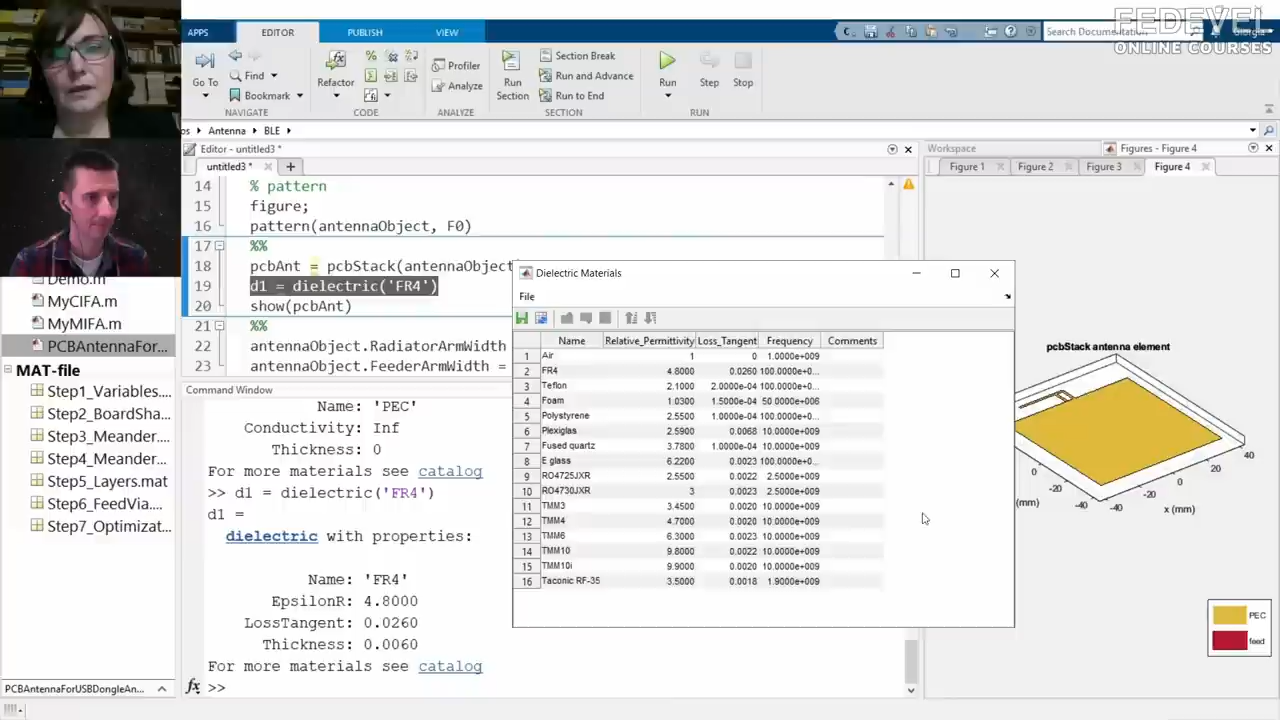 FEDEVEL
ONLINE COURSES
APPS
EDITOR
PUBLISH
VIEW
Search Documentation
Go To
Find
Bookmark
NAVIGATE
Refactor
CODE
Profiler
Analyze
ANALYZE
Run
Section
Section Break
Run and Advance
Run to End
SECTION
Run
Step
Stop
RUN
os
Antenna
BLE
Editor - untitled3 *
untitled3 *
14 % pattern
15 figure;
16 pattern(antennaObject, F0)
17 %%
18 pcbAnt = pcbStack(antennaObject
19 d1 = dielectric('FR4')
20 show(pcbAnt)
21 %%
22 antennaObject.RadiatorArmWidth
23 antennaObject.FeederArmWidth =
Workspace
Figures - Figure 4
Figure 1
Figure 2
Figure 3
Figure 4
Demo.m
MyCIFA.m
MyMIFA.m
PCBAntennaFor...
MAT-file
Step1_Variables....
Step2_BoardSha...
Step3_Meander...
Step4_Meander...
Step5_Layers.mat
Step6_FeedVia....
Step7_Optimizat...
PCBAntennaForUSBDongleAn...
Command Window
Name: 'PEC'
Conductivity: Inf
Thickness: 0
For more materials see catalog
>> d1 = dielectric('FR4')
d1 =
dielectric with properties:
Name: 'FR4'
EpsilonR: 4.8000
LossTangent: 0.0260
Thickness: 0.0060
For more materials see catalog
fx >>
Dielectric Materials
File
Name Relative_Permittivity Loss_Tangent Frequency Comments
1 Air 1 0 1.0000e+009
2 FR4 4.8000 0.0260 100.0000e+0...
3 Teflon 2.1000 2.0000e-04 100.0000e+0...
4 Foam 1.0300 1.5000e-04 50.0000e+006
5 Polystyrene 2.5500 1.0000e-04 100.0000e+0...
6 Plexiglas 2.5900 0.0068 10.0000e+009
7 Fused quartz 3.7800 1.0000e-04 10.0000e+009
8 E glass 6.2200 0.0023 100.0000e+0...
9 RO4725JXR 2.5500 0.0022 2.5000e+009
10 RO4730JXR 3 0.0023 2.5000e+009
11 TMM3 3.4500 0.0020 10.0000e+009
12 TMM4 4.7000 0.0020 10.0000e+009
13 TMM6 6.3000 0.0023 10.0000e+009
14 TMM10 9.8000 0.0022 10.0000e+009
15 TMM10i 9.9000 0.0020 10.0000e+009
16 Taconic RF-35 3.5000 0.0018 1.9000e+009
pcbStack antenna element
0
-20
-40
(mm)
-40
-20
0
20
40
x (mm)
PEC
feed